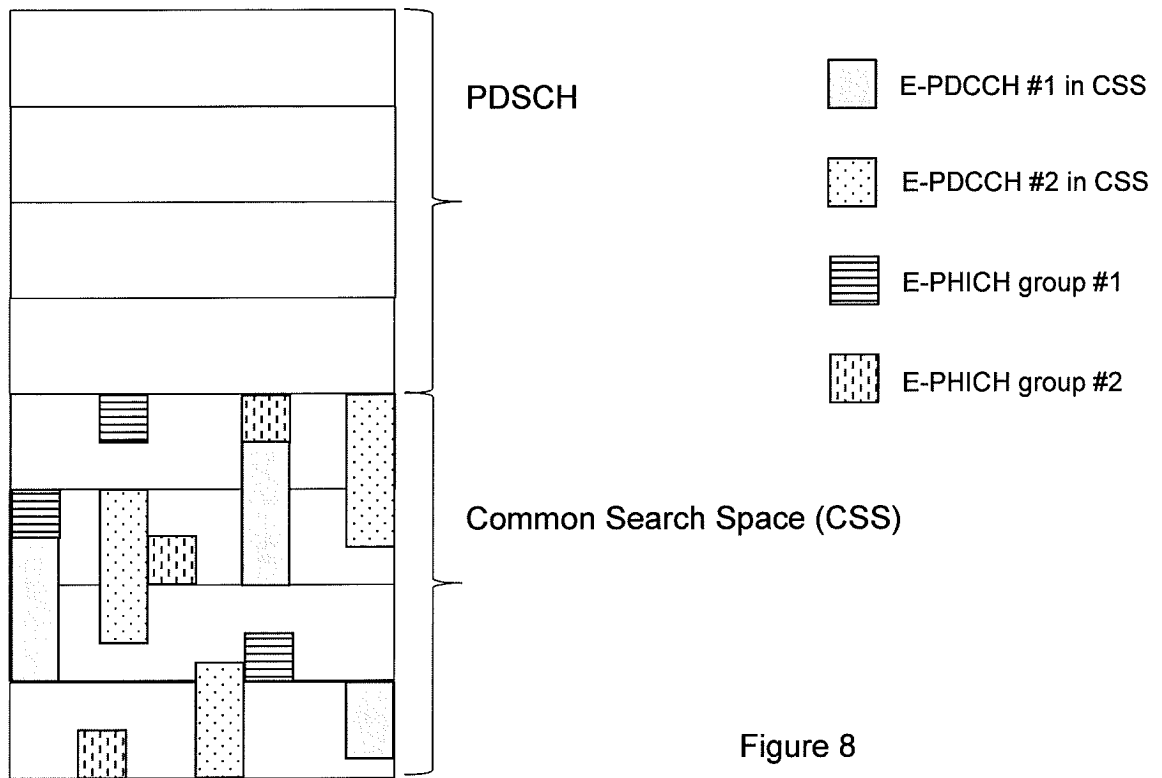 PDSCH
E-PDCCH #1 in CSS
E-PDCCH #2 in CSS
E-PHICH group #1
E-PHICH group #2
Common Search Space (CSS)
Figure 8